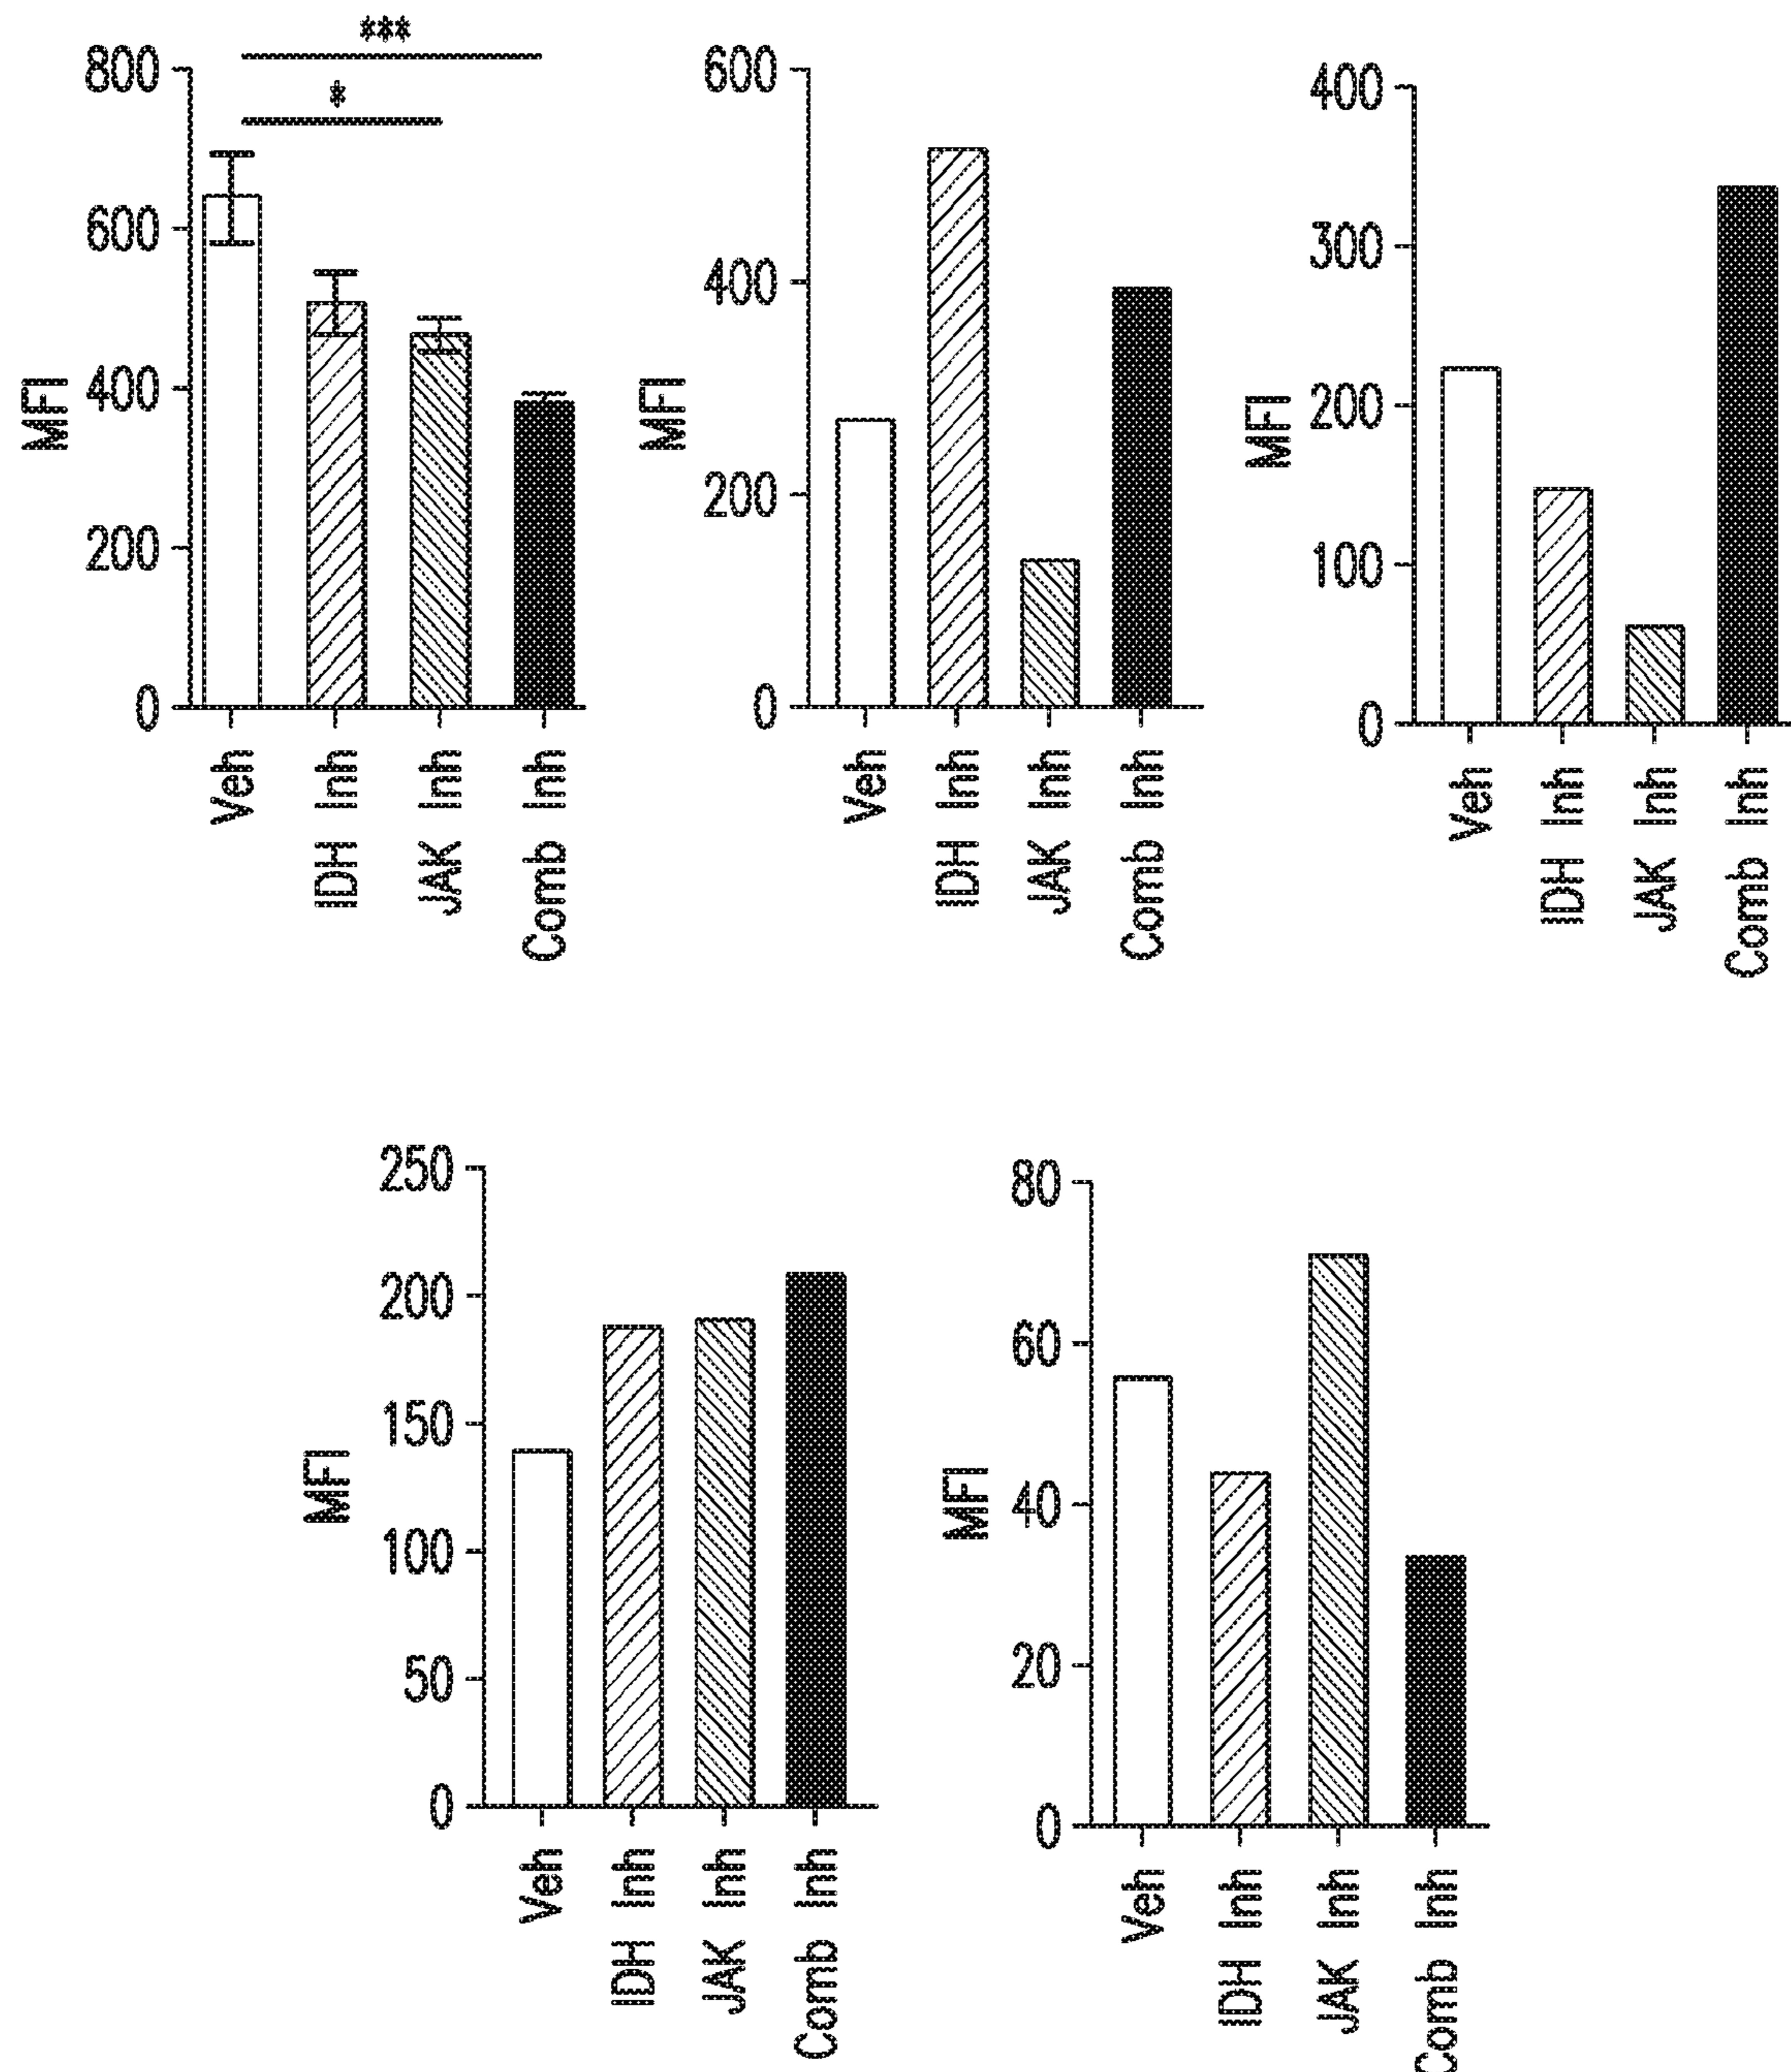 ***
*
800
600
400
200
0
MFI
Veh
IDH Inh
JAK Inh
Comb Inh
600
400
200
0
MFI
Veh
IDH Inh
JAK Inh
Comb Inh
400
300
200
100
0
MFI
Veh
IDH Inh
JAK Inh
Comb Inh
250
200
150
100
50
0
MFI
Veh
IDH Inh
JAK Inh
Comb Inh
80
60
40
20
0
MFI
Veh
IDH Inh
JAK Inh
Comb Inh